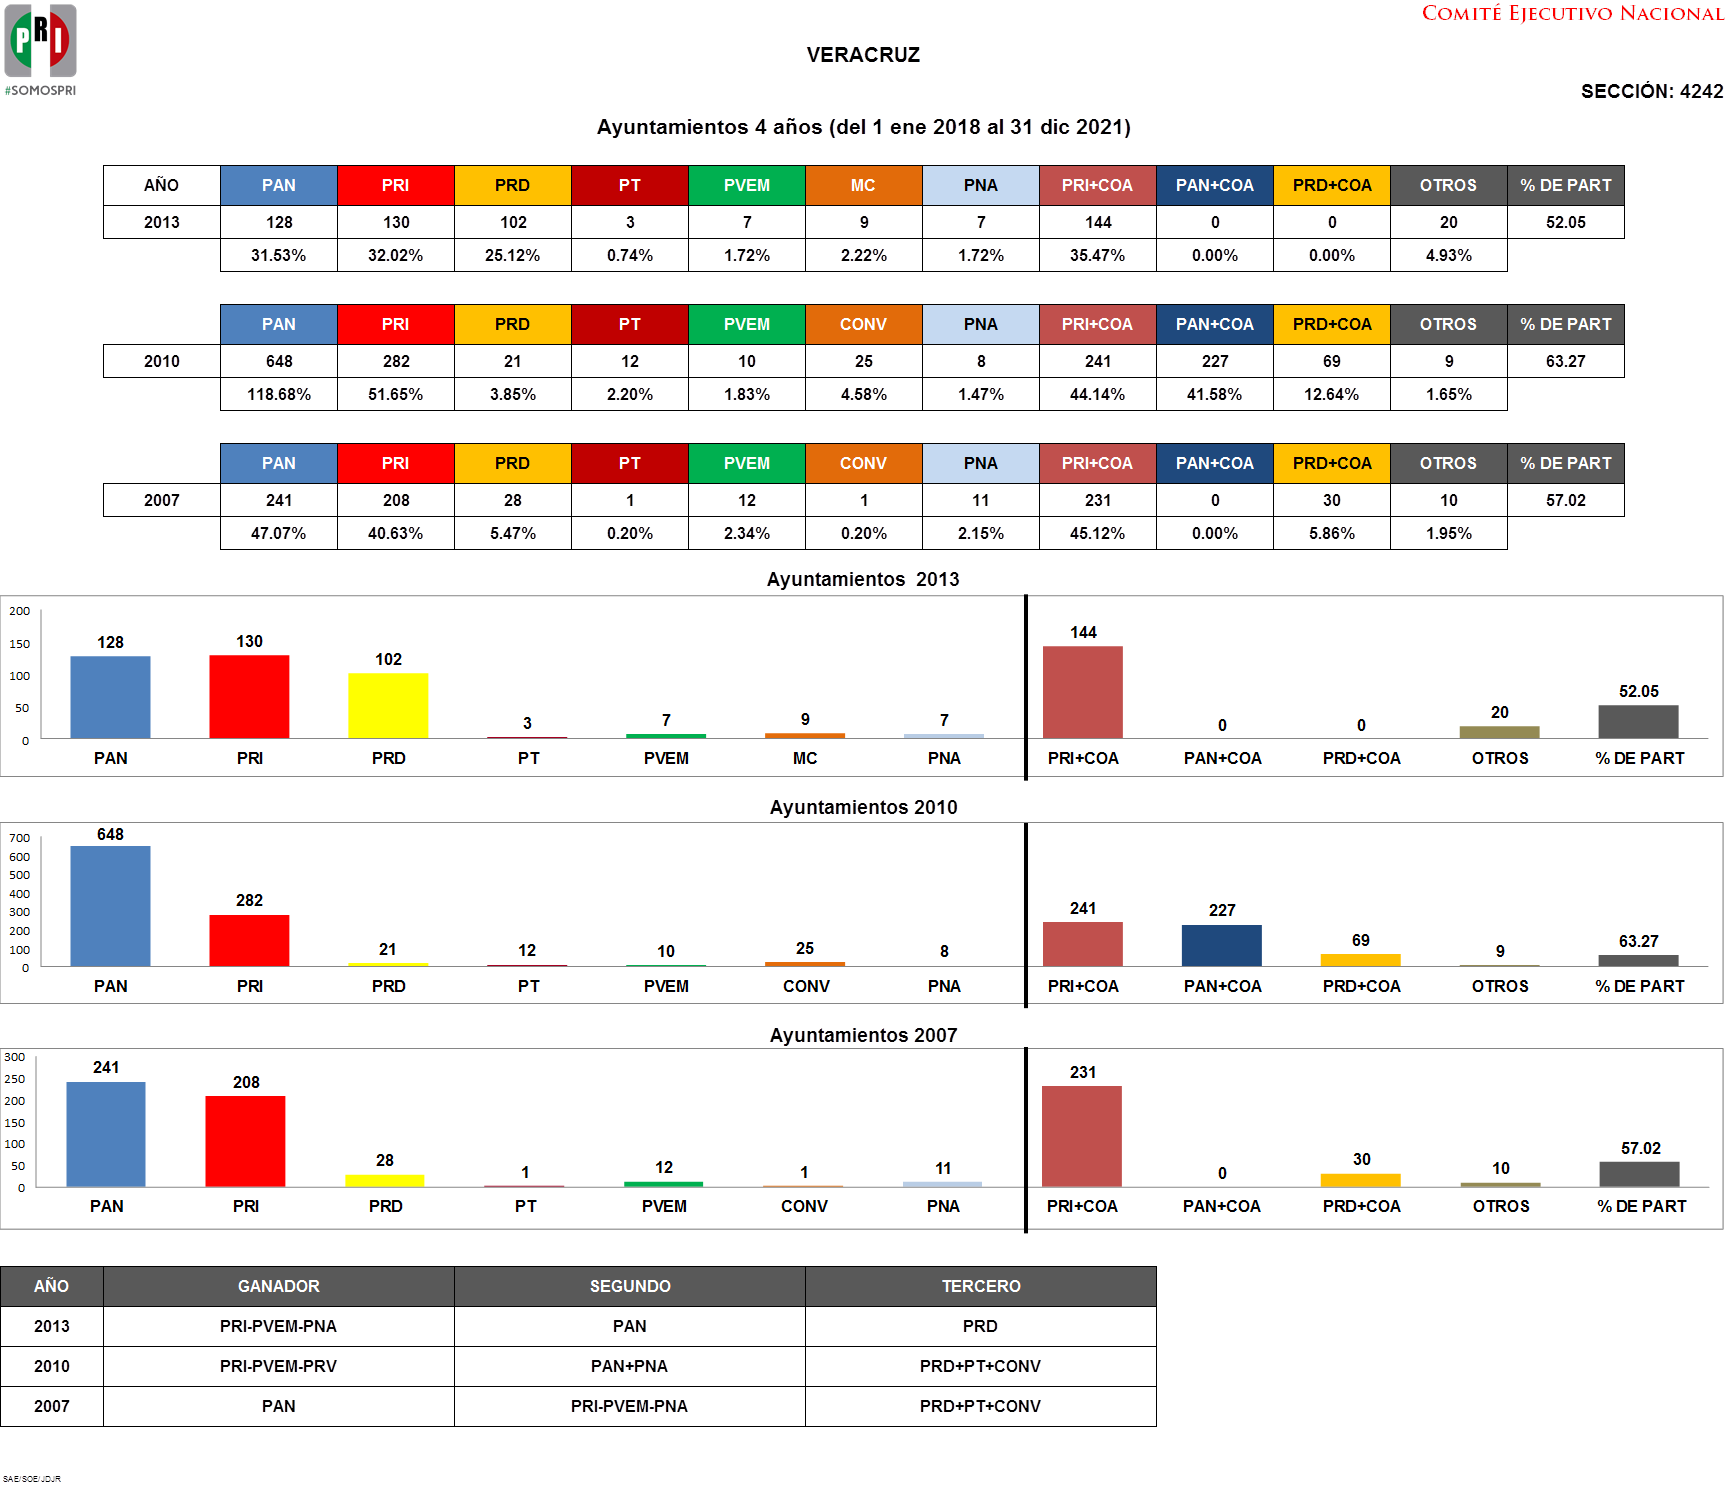 PRI
#SOMOSPRI
COMITÉ EJECUTIVO NACIONAL
VERACRUZ
SECCIÓN: 4242
Ayuntamientos 4 años (del 1 ene 2018 al 31 dic 2021)
AÑO PAN PRI PRD PT PVEM MC PNA PRI+COA PAN+COA PRD+COA OTROS % DE PART
2013 128 130 102 3 7 9 7 144 0 0 20 52.05
31.53% 32.02% 25.12% 0.74% 1.72% 2.22% 1.72% 35.47% 0.00% 0.00% 4.93%
PAN PRI PRD PT PVEM CONV PNA PRI+COA PAN+COA PRD+COA OTROS % DE PART
2010 648 282 21 12 10 25 8 241 227 69 9 63.27
118.68% 51.65% 3.85% 2.20% 1.83% 4.58% 1.47% 44.14% 41.58% 12.64% 1.65%
PAN PRI PRD PT PVEM CONV PNA PRI+COA PAN+COA PRD+COA OTROS % DE PART
2007 241 208 28 1 12 1 11 231 0 30 10 57.02
47.07% 40.63% 5.47% 0.20% 2.34% 0.20% 2.15% 45.12% 0.00% 5.86% 1.95%
Ayuntamientos 2013
200
150
100
50
0
128 130 102 3 7 9 7 144 0 0 20 52.05
PAN PRI PRD PT PVEM MC PNA PRI+COA PAN+COA PRD+COA OTROS % DE PART
Ayuntamientos 2010
700
600
500
400
300
200
100
0
648 282 21 12 10 25 8 241 227 69 9 63.27
PAN PRI PRD PT PVEM CONV PNA PRI+COA PAN+COA PRD+COA OTROS % DE PART
Ayuntamientos 2007
300
250
200
150
100
50
0
241 208 28 1 12 1 11 231 0 30 10 57.02
PAN PRI PRD PT PVEM CONV PNA PRI+COA PAN+COA PRD+COA OTROS % DE PART
AÑO GANADOR SEGUNDO TERCERO
2013 PRI-PVEM-PNA PAN PRD
2010 PRI-PVEM-PRV PAN+PNA PRD+PT+CONV
2007 PAN PRI-PVEM-PNA PRD+PT+CONV
SAE/SOE/JDJR